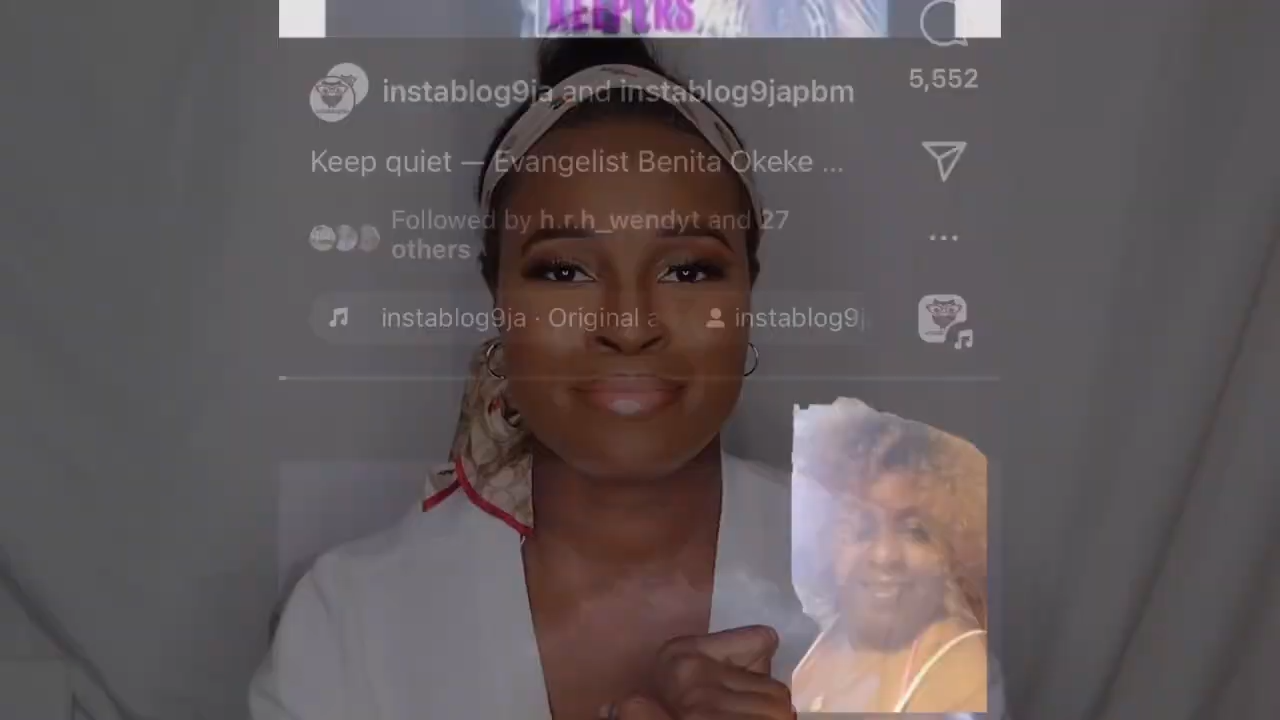 KEEPERS
5,552
instablog9ja and instablog9japbm
Keep quiet — Evangelist Benita Okeke ...
Followed by h.r.h_wendyt and 27
others
instablog9ja · Original a
instablog9j